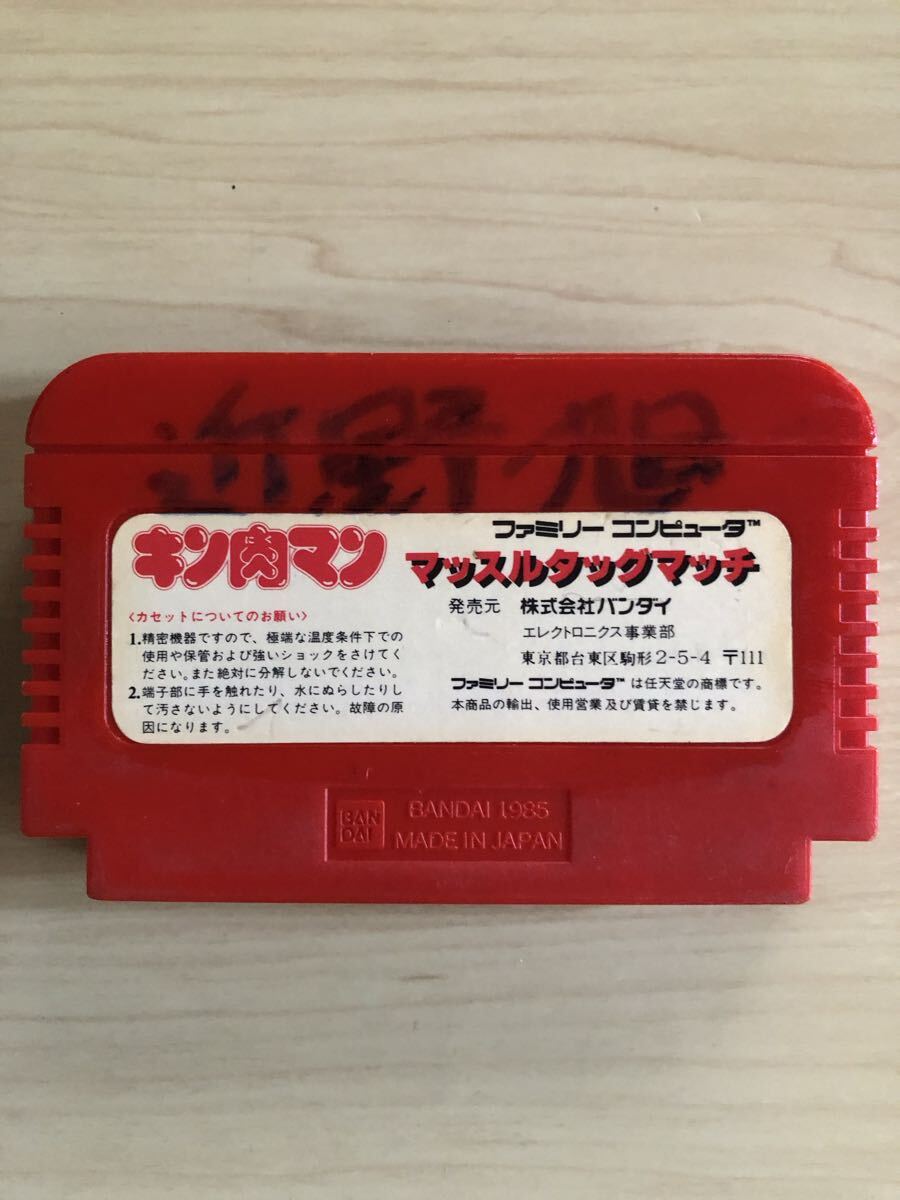 近野旭
キン肉マン
〈カセットについてのお願い〉
1.精密機器ですので、極端な温度条件下での
使用や保管および強いショックをさけてく
ださい。また絶対に分解しないでください。
2.端子部に手を触れたり、水にぬらしたりし
て汚さないようにしてください。故障の原
因になります。
ファミリー コンピュータ™
マッスルタッグマッチ
発売元 株式会社バンダイ
エレクトロニクス事業部
東京都台東区駒形2-5-4 〒111
ファミリー コンピュータ™ は任天堂の商標です。
本商品の輸出、使用営業及び賃貸を禁じます。
BAN
DAI
BANDAI 1985
MADE IN JAPAN